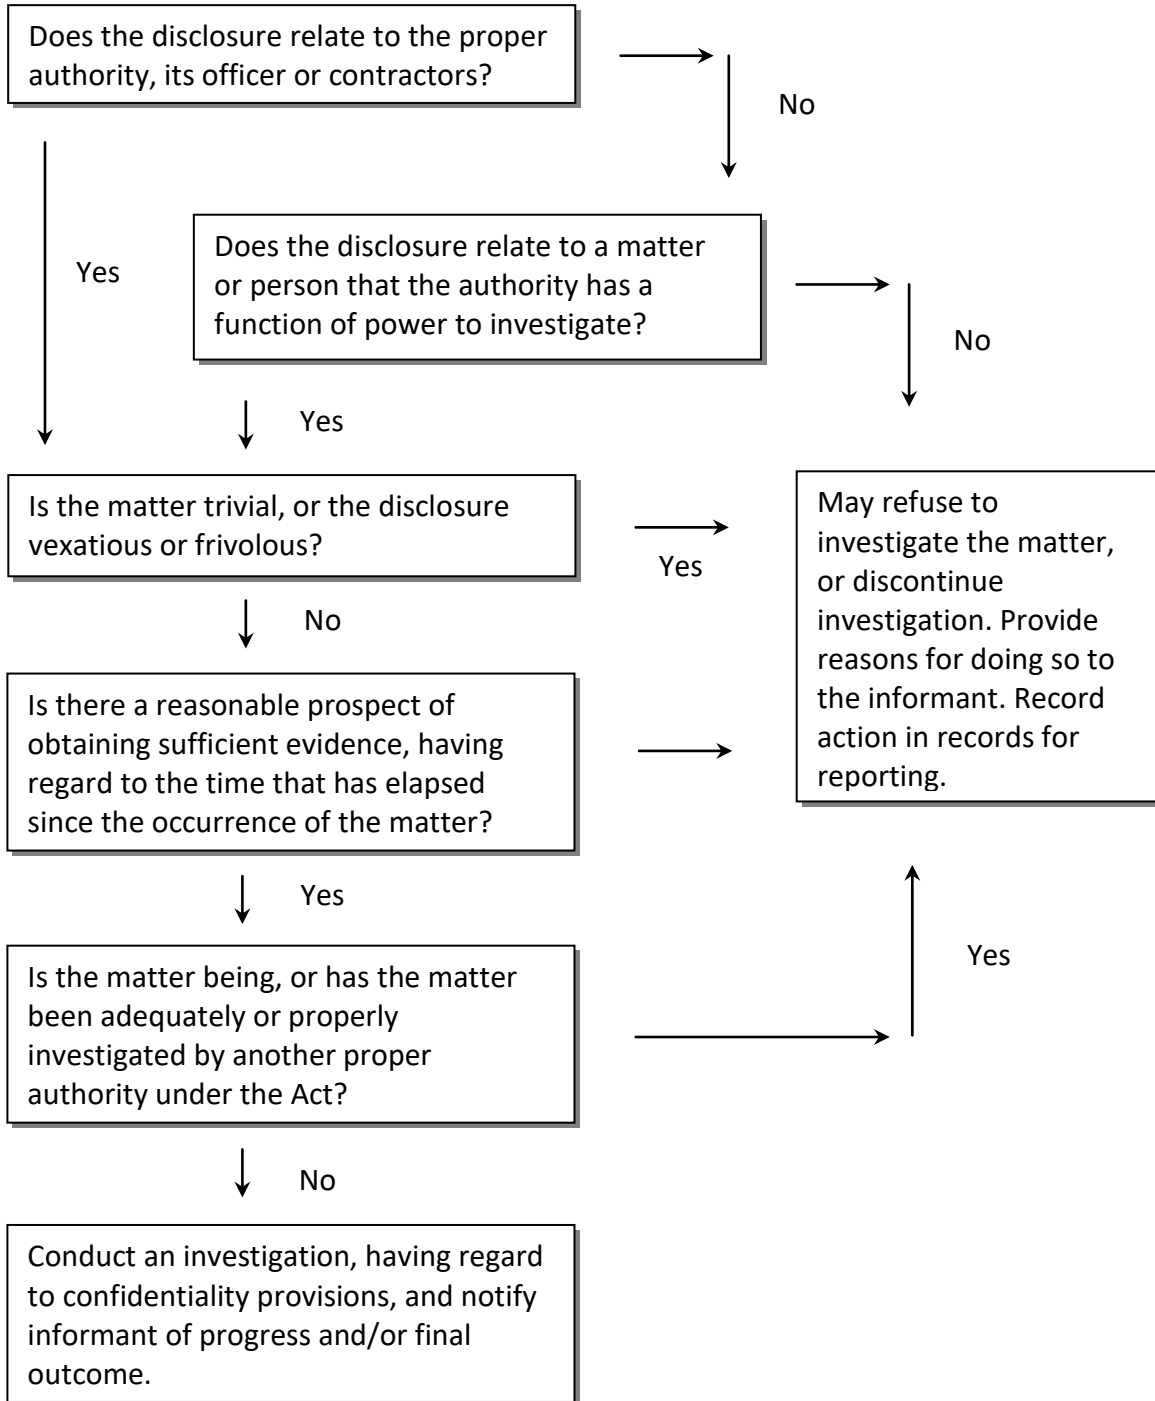 Does the disclosure relate to the proper
authority, its officer or contractors?
No
Does the disclosure relate to a matter
or person that the authority has a
function of power to investigate?
Yes
No
Yes
Is the matter trivial, or the disclosure
vexatious or frivolous?
Yes
May refuse to
investigate the matter,
or discontinue
investigation. Provide
reasons for doing so to
the informant. Record
action in records for
reporting.
No
Is there a reasonable prospect of
obtaining sufficient evidence, having
regard to the time that has elapsed
since the occurrence of the matter?
Yes
Is the matter being, or has the matter
been adequately or properly
investigated by another proper
authority under the Act?
Yes
No
Conduct an investigation, having regard
to confidentiality provisions, and notify
informant of progress and/or final
outcome.